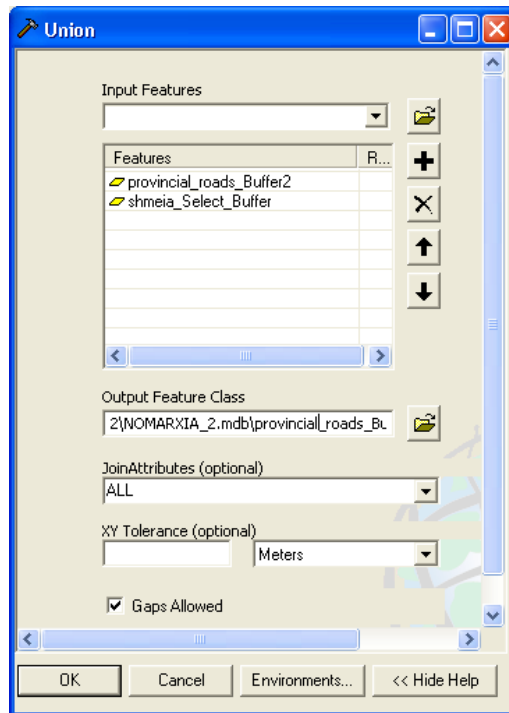 Union
Input Features
Features R...
provincial_roads_Buffer2
shmeia_Select_Buffer
Output Feature Class
2\NOMARXIA_2.mdb\provincial_roads_Bu
JoinAttributes (optional)
ALL
XY Tolerance (optional)
Meters
Gaps Allowed
OK Cancel Environments... << Hide Help